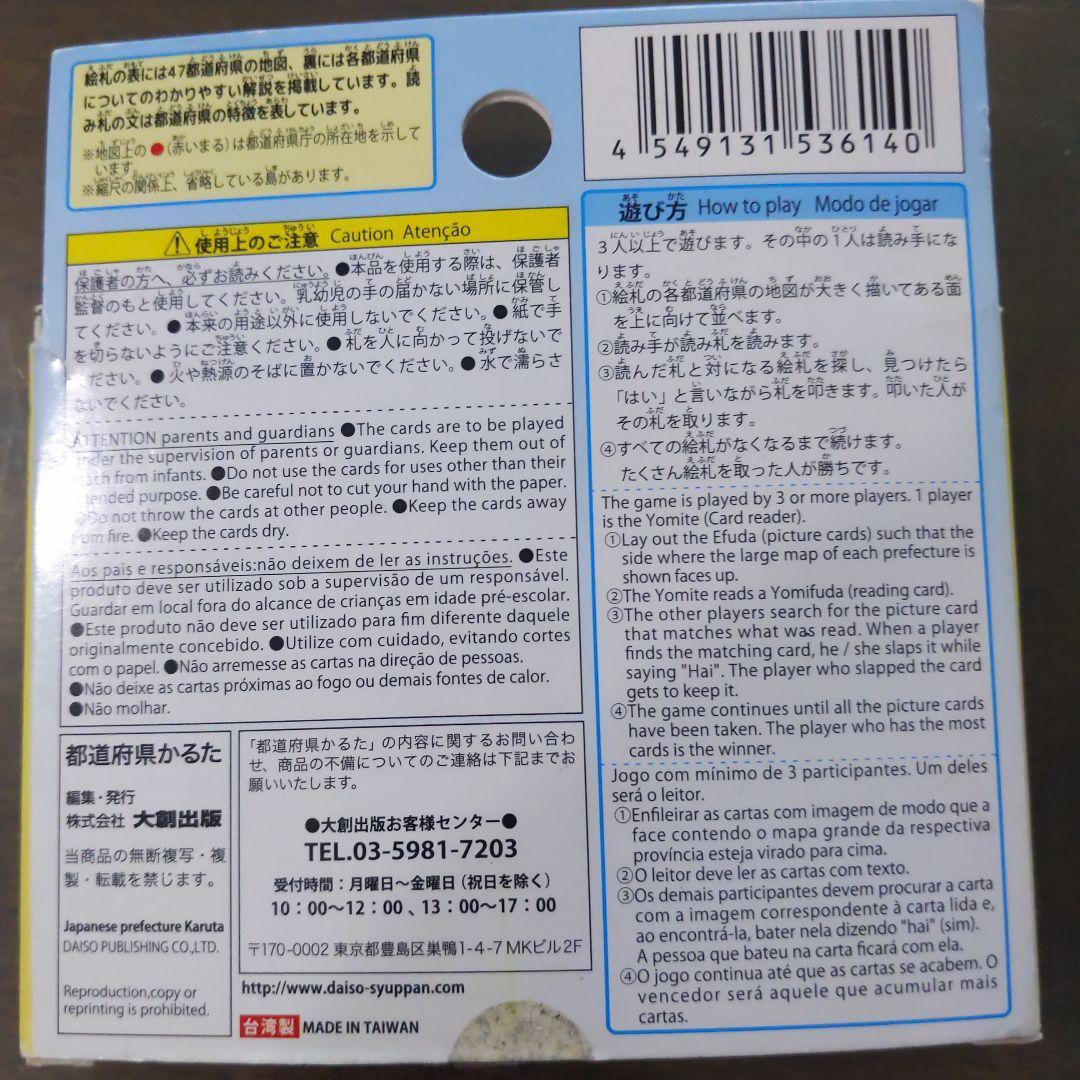 絵札の表には47都道府県の地図、裏には各都道府県
についてのわかりやすい解説を掲載しています。読
み札の文は都道府県の特徴を表しています。
※地図上の●(赤いまる)は都道府県庁の所在地を示して
います。
※縮尺の関係上、省略している島があります。
4 549131 536140
⚠使用上のご注意 Caution Atenção
保護者の方へ、必ずお読みください。●本品を使用する際は、保護者
監督のもと使用してください。乳幼児の手の届かない場所に保管し
てください。●本来の用途以外に使用しないでください。●紙で手
を切らないようにご注意ください。●札を人に向かって投げないで
ください。●火や熱源のそばに置かないでください。●水で濡らさ
ないでください。
ATTENTION parents and guardians ●The cards are to be played
under the supervision of parents or guardians. Keep them out of
reach from infants. ●Do not use the cards for uses other than their
intended purpose. ●Be careful not to cut your hand with the paper.
●Do not throw the cards at other people. ●Keep the cards away
from fire. ●Keep the cards dry.
Aos pais e responsáveis:não deixem de ler as instruções. ●Este
produto deve ser utilizado sob a supervisão de um responsável.
Guardar em local fora do alcance de crianças em idade pré-escolar.
●Este produto não deve ser utilizado para fim diferente daquele
originalmente concebido. ●Utilize com cuidado, evitando cortes
com o papel. ●Não arremesse as cartas na direção de pessoas.
●Não deixe as cartas próximas ao fogo ou demais fontes de calor.
●Não molhar.
遊び方 How to play Modo de jogar
3人以上で遊びます。その中の1人は読み手にな
ります。
①絵札の各都道府県の地図が大きく描いてある面
を上に向けて並べます。
②読み手が読み札を読みます。
③読んだ札と対になる絵札を探し、見つけたら
「はい」と言いながら札を叩きます。叩いた人が
その札を取ります。
④すべての絵札がなくなるまで続けます。
たくさん絵札を取った人が勝ちです。
The game is played by 3 or more players. 1 player
is the Yomite (Card reader).
①Lay out the Efuda (picture cards) such that the
side where the large map of each prefecture is
shown faces up.
②The Yomite reads a Yomifuda (reading card).
③The other players search for the picture card
that matches what was read. When a player
finds the matching card, he / she slaps it while
saying "Hai". The player who slapped the card
gets to keep it.
④The game continues until all the picture cards
have been taken. The player who has the most
cards is the winner.
Jogo com mínimo de 3 participantes. Um deles
será o leitor.
①Enfileirar as cartas com imagem de modo que a
face contendo o mapa grande da respectiva
província esteja virado para cima.
②O leitor deve ler as cartas com texto.
③Os demais participantes devem procurar a carta
com a imagem correspondente à carta lida e,
ao encontrá-la, bater nela dizendo "hai" (sim).
A pessoa que bateu na carta ficará com ela.
④O jogo continua até que as cartas se acabem. O
vencedor será aquele que acumular mais
cartas.
都道府県かるた
編集・発行
株式会社 大創出版
当商品の無断複写・複
製・転載を禁じます。
Japanese prefecture Karuta
DAISO PUBLISHING CO.,LTD.
Reproduction,copy or
reprinting is prohibited.
「都道府県かるた」の内容に関するお問い合わ
せ、商品の不備についてのご連絡は下記までお
願いいたします。
●大創出版お客様センター●
TEL.03-5981-7203
受付時間：月曜日〜金曜日(祝日を除く)
10：00〜12：00、13：00〜17：00
〒170-0002 東京都豊島区巣鴨1-4-7 MKビル2F
http://www.daiso-syuppan.com
台湾製 MADE IN TAIWAN